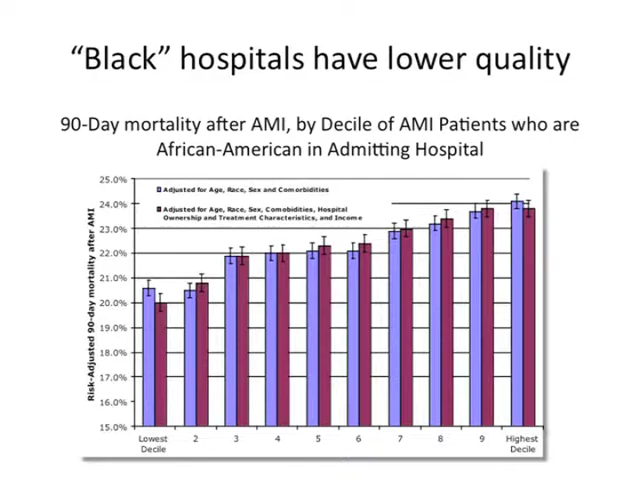 “Black” hospitals have lower quality
90-Day mortality after AMI, by Decile of AMI Patients who are
African-American in Admitting Hospital
25.0%
24.0%
23.0%
22.0%
21.0%
20.0%
19.0%
18.0%
17.0%
16.0%
15.0%
Risk-Adjusted 90-day mortality after AMI
Adjusted for Age, Race, Sex and Comorbidities
Adjusted for Age, Race, Sex, Comobidities, Hospital
Ownership and Treatment Characteristics, and Income
Lowest 2 3 4 5 6 7 8 9 Highest
Decile Decile